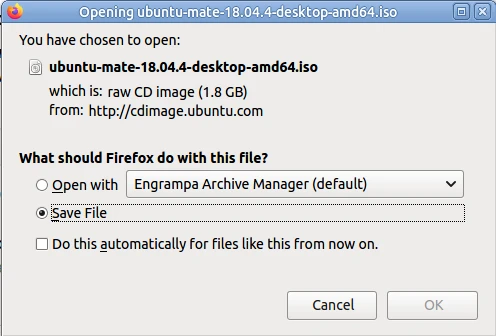 Opening ubuntu-mate-18.04.4-desktop-amd64.iso
You have chosen to open:
ubuntu-mate-18.04.4-desktop-amd64.iso
which is: raw CD image (1.8 GB)
from: http://cdimage.ubuntu.com
What should Firefox do with this file?
Open with Engrampa Archive Manager (default)
Save File
Do this automatically for files like this from now on.
Cancel OK